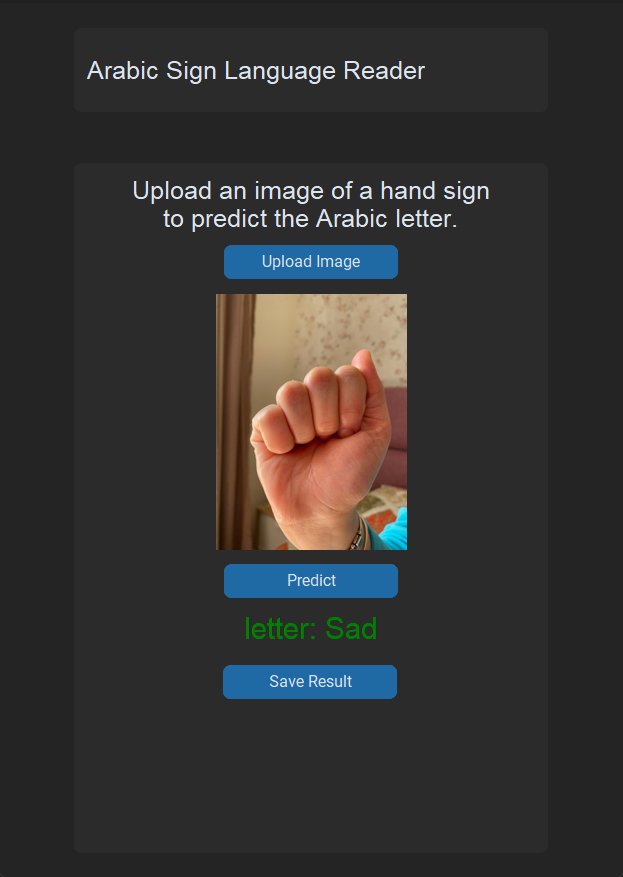 Arabic Sign Language Reader
Upload an image of a hand sign
to predict the Arabic letter.
Upload Image
Predict
letter: Sad
Save Result